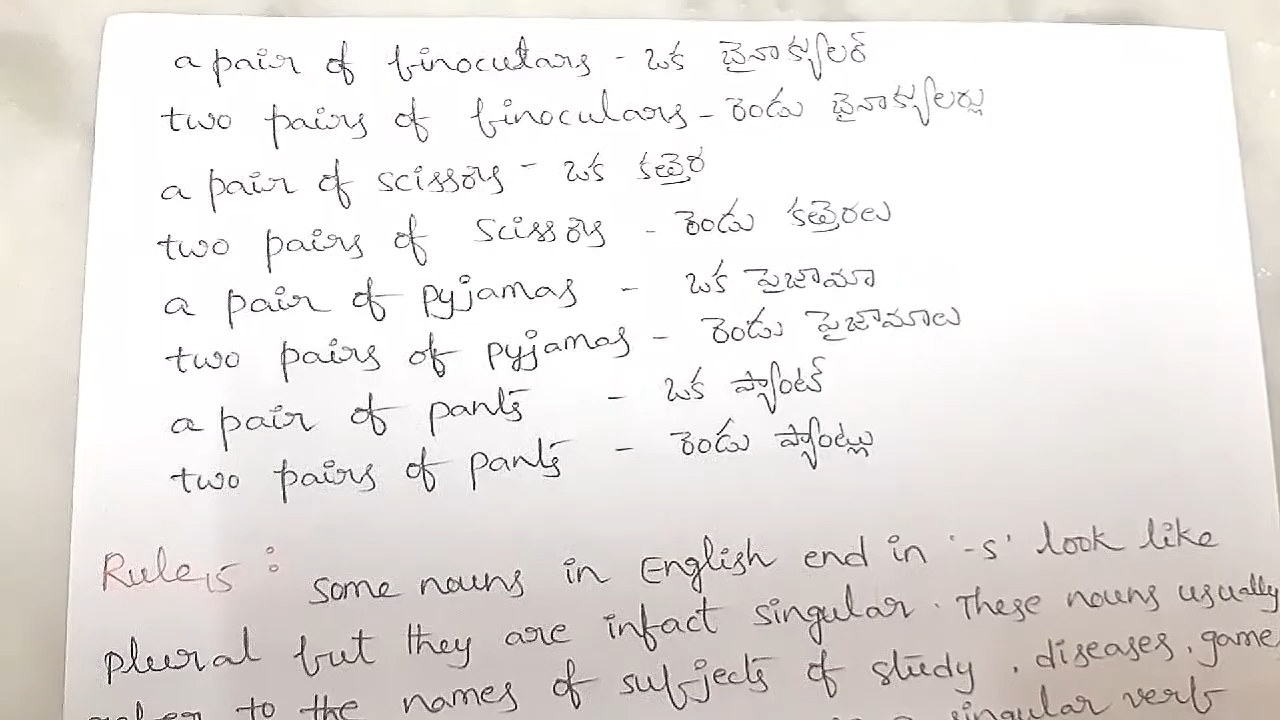 a pair of binoculars - ఒక బైనాక్యులర్
two pairs of binoculars - రెండు బైనాక్యులర్లు
a pair of scissors - ఒక కత్తెర
two pairs of scissors - రెండు కత్తెరలు
a pair of pyjamas - ఒక పైజామా
two pairs of pyjamas - రెండు పైజామాలు
a pair of pants - ఒక ప్యాంట్
two pairs of pants - రెండు ప్యాంట్లు
Rule 15 : some nouns in English end in '-s' look like
plural but they are infact singular. These nouns usually
to the names of subjects of study, diseases, game
singular verb